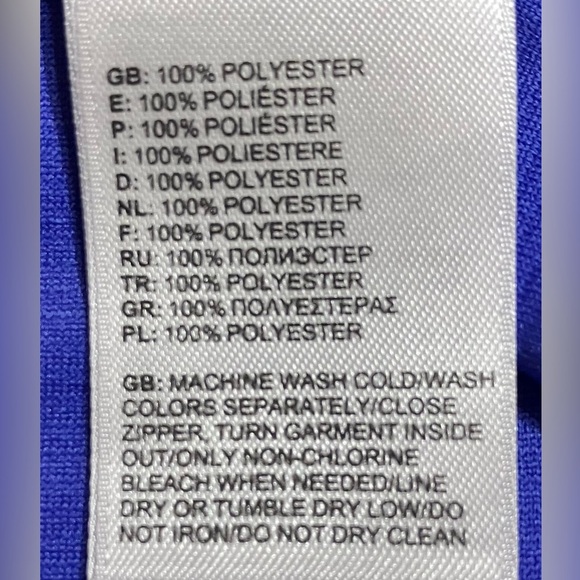 GB: 100% POLYESTER
E: 100% POLIÉSTER
P: 100% POLIÉSTER
I: 100% POLIESTERE
D: 100% POLYESTER
NL: 100% POLYESTER
F: 100% POLYESTER
RU: 100% ПОЛИЭСТЕР
TR: 100% POLYESTER
GR: 100% ΠΟΛΥΕΣΤΕΡΑΣ
PL: 100% POLYESTER
GB: MACHINE WASH COLD/WASH
COLORS SEPARATELY/CLOSE
ZIPPER, TURN GARMENT INSIDE
OUT/ONLY NON-CHLORINE
BLEACH WHEN NEEDED/LINE
DRY OR TUMBLE DRY LOW/DO
NOT IRON/DO NOT DRY CLEAN